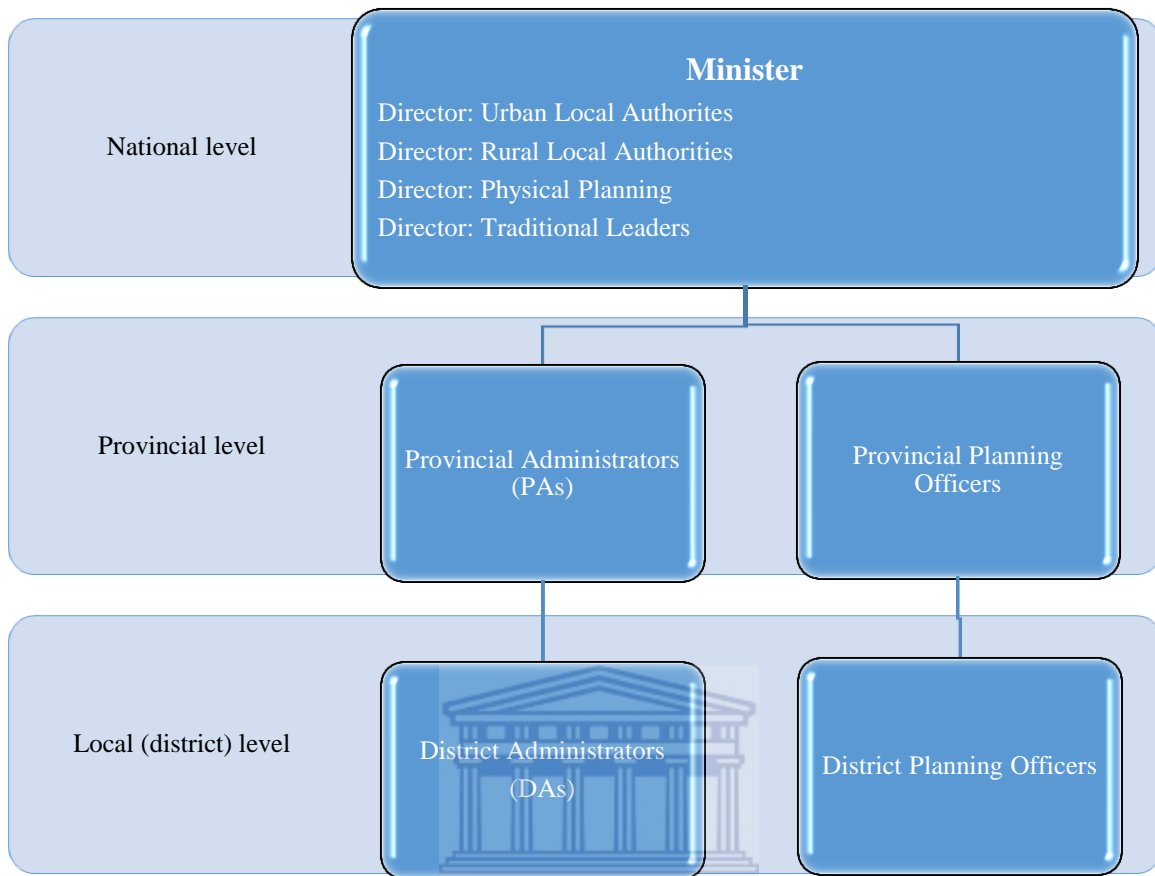 National level
Minister
Director: Urban Local Authorites
Director: Rural Local Authorities
Director: Physical Planning
Director: Traditional Leaders
Provincial level
Provincial Administrators
(PAs)
Provincial Planning
Officers
Local (district) level
District Administrators
(DAs)
District Planning Officers